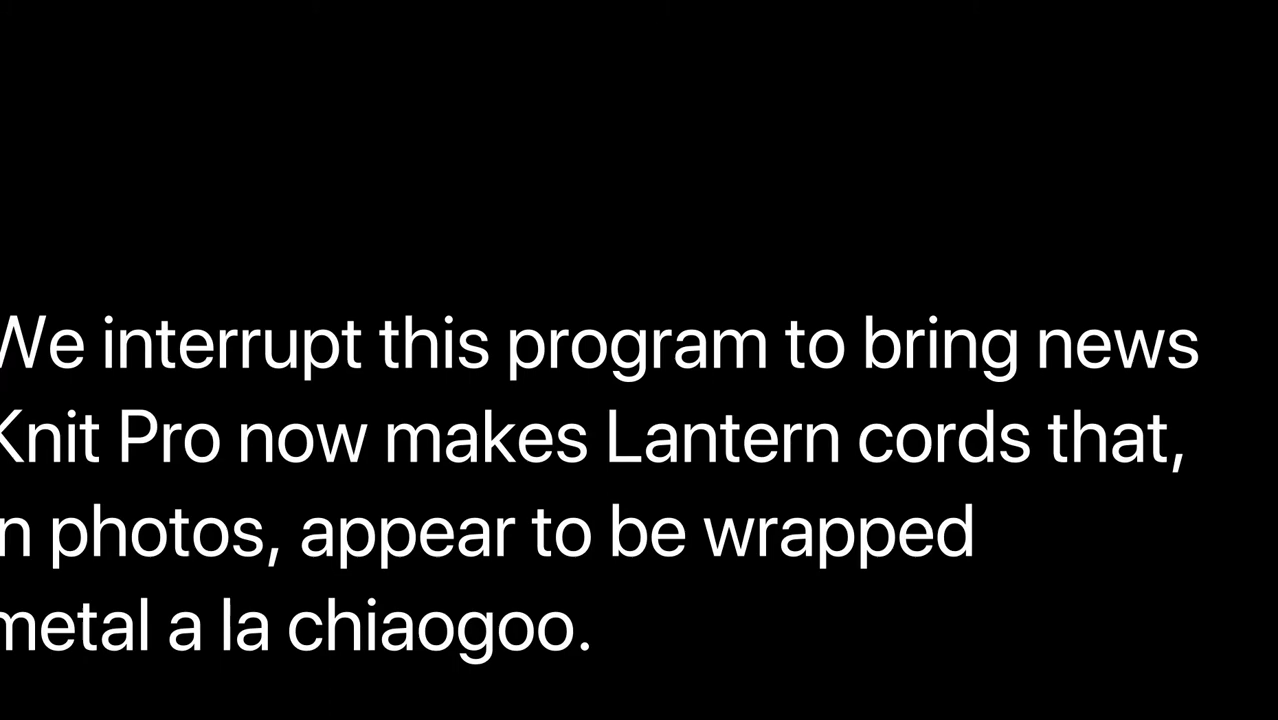 We interrupt this program to bring news
Knit Pro now makes Lantern cords that,
in photos, appear to be wrapped
metal a la chiaogoo.